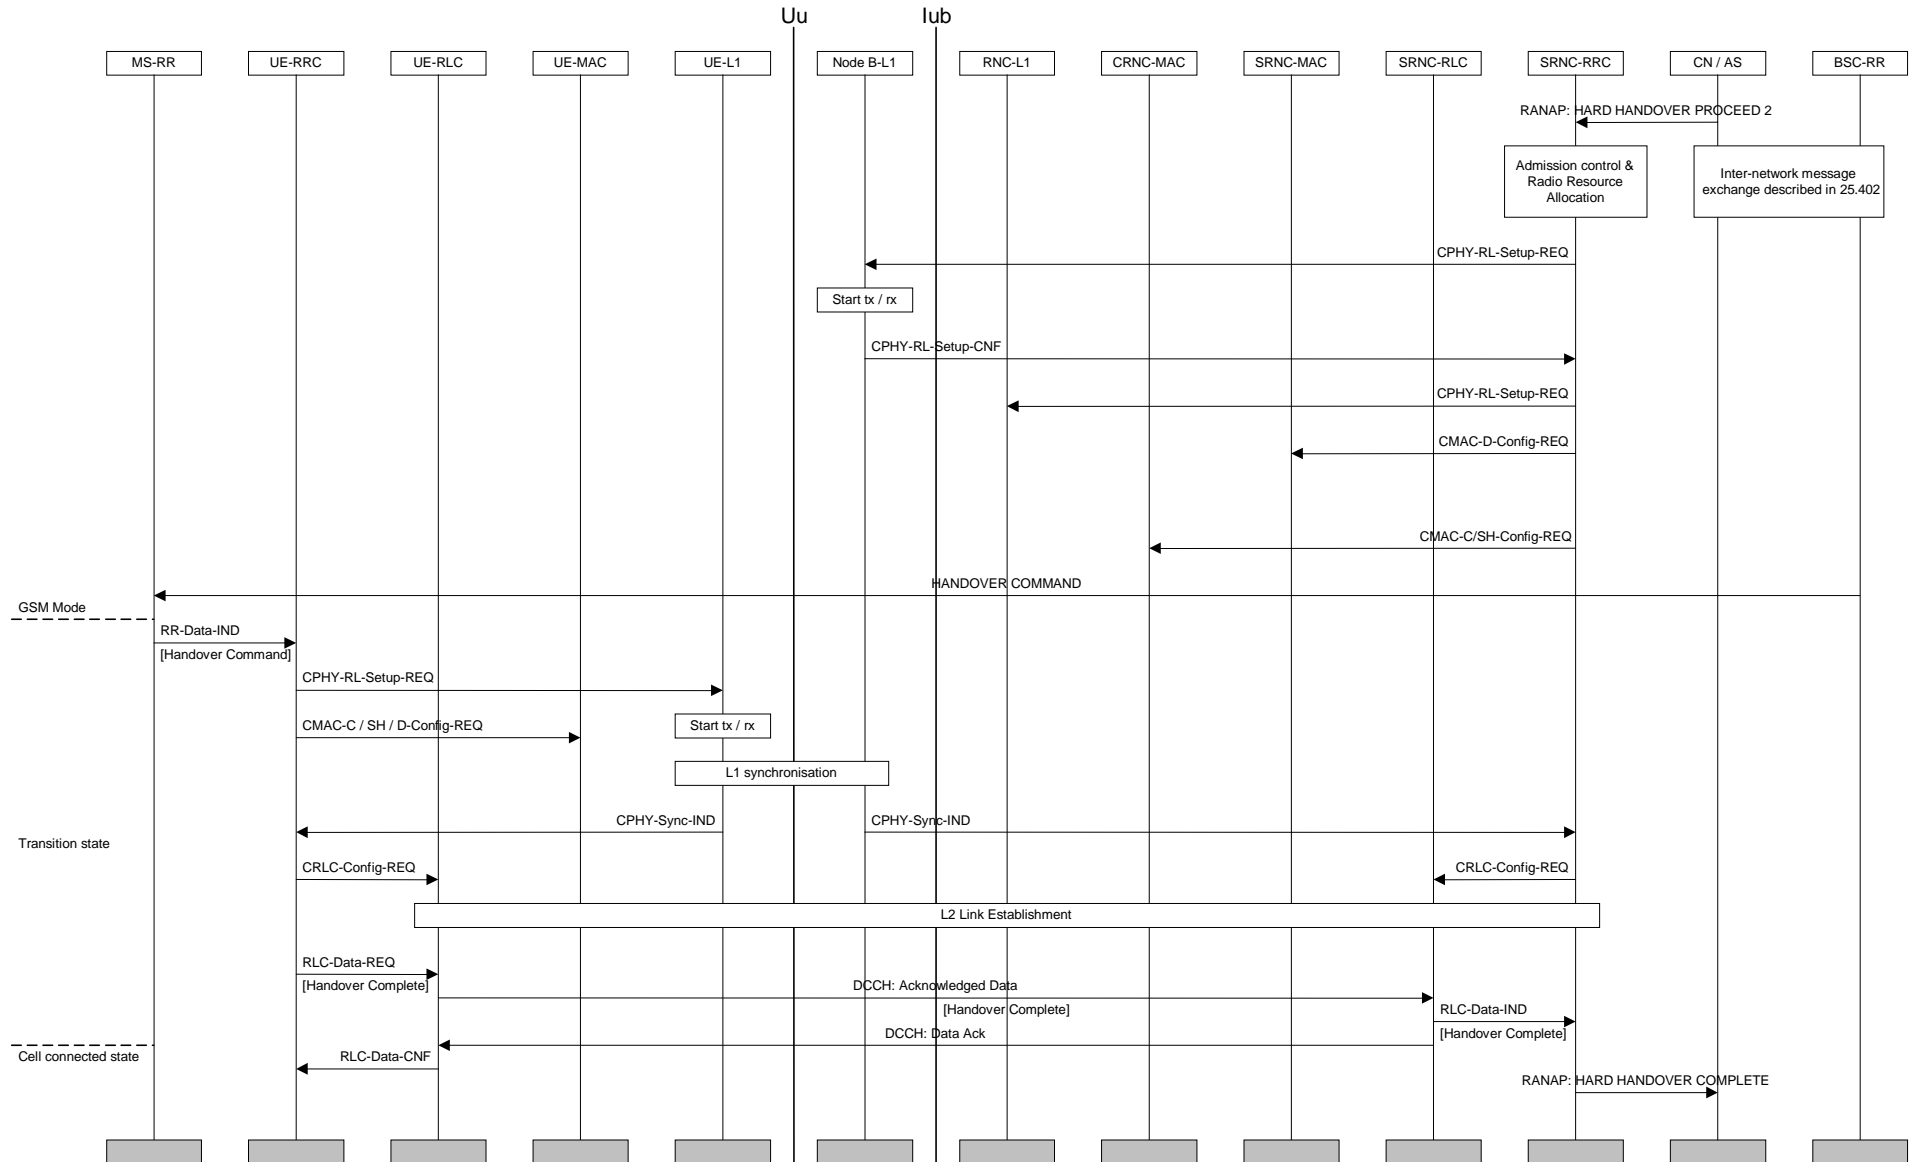 Uu
Iub
MS-RR
UE-RRC
UE-RLC
UE-MAC
UE-L1
Node B-L1
RNC-L1
CRNC-MAC
SRNC-MAC
SRNC-RLC
SRNC-RRC
CN / AS
BSC-RR
RANAP: HARD HANDOVER PROCEED 2
Admission control &
Radio Resource
Allocation
Inter-network message
exchange described in 25.402
CPHY-RL-Setup-REQ
Start tx / rx
CPHY-RL-Setup-CNF
CPHY-RL-Setup-REQ
CMAC-D-Config-REQ
CMAC-C/SH-Config-REQ
HANDOVER COMMAND
GSM Mode
RR-Data-IND
[Handover Command]
CPHY-RL-Setup-REQ
CMAC-C / SH / D-Config-REQ
Start tx / rx
L1 synchronisation
CPHY-Sync-IND
CPHY-Sync-IND
Transition state
CRLC-Config-REQ
CRLC-Config-REQ
L2 Link Establishment
RLC-Data-REQ
[Handover Complete]
DCCH: Acknowledged Data
[Handover Complete]
RLC-Data-IND
[Handover Complete]
DCCH: Data Ack
Cell connected state
RLC-Data-CNF
RANAP: HARD HANDOVER COMPLETE